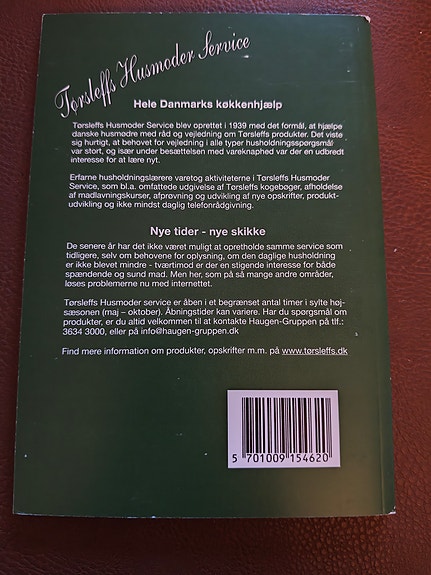 Tørsleffs Husmoder Service
Hele Danmarks køkkenhjælp
Tørsleffs Husmoder Service blev oprettet i 1939 med det formål, at hjælpe
danske husmødre med råd og vejledning om Tørsleffs produkter. Det viste
sig hurtigt, at behovet for vejledning i alle typer husholdningsspørgsmål
var stort, og især under besættelsen med vareknaphed var der en udbredt
interesse for at lære nyt.
Erfarne husholdningslærere varetog aktiviteterne i Tørsleffs Husmoder
Service, som bl.a. omfattede udgivelse af Tørsleffs kogebøger, afholdelse
af madlavningskurser, afprøvning og udvikling af nye opskrifter, produkt-
udvikling og ikke mindst daglig telefonrådgivning.
Nye tider - nye skikke
De senere år har det ikke været muligt at opretholde samme service som
tidligere, selv om behovene for oplysning, om den daglige husholdning
er ikke blevet mindre - tværtimod er der en stigende interesse for både
spændende og sund mad. Men her, som på så mange andre områder,
løses problemerne nu med internettet.
Tørsleffs Husmoder service er åben i et begrænset antal timer i sylte høj-
sæsonen (maj – oktober). Åbningstider kan variere. Har du spørgsmål om
produkter, er du altid velkommen til at kontakte Haugen-Gruppen på tlf.:
3634 3000, eller på info@haugen-gruppen.dk
Find mere information om produkter, opskrifter m.m. på www.tørsleffs.dk
5 701009 154620